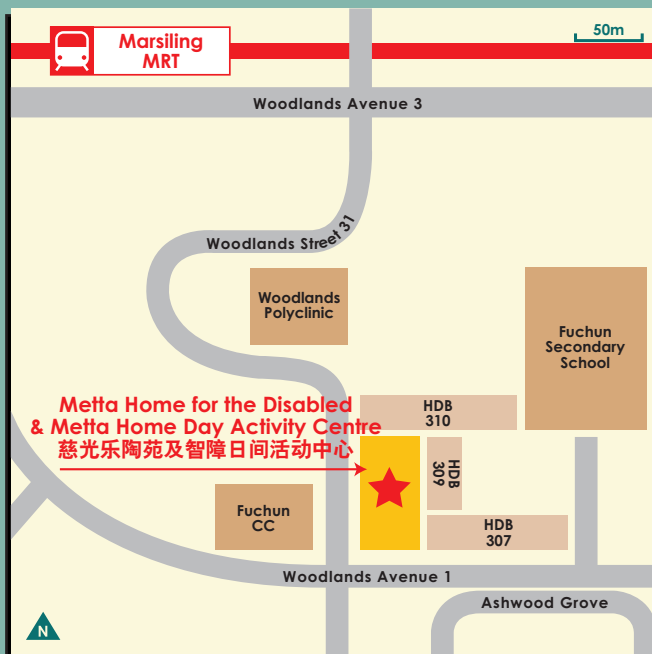 Marsiling
MRT
50m
Woodlands Avenue 3
Woodlands Street 31
Woodlands
Polyclinic
Fuchun
Secondary
School
Metta Home for the Disabled
& Metta Home Day Activity Centre
慈光乐陶苑及智障日间活动中心
HDB
310
HDB
309
Fuchun
CC
HDB
307
Woodlands Avenue 1
Ashwood Grove
N